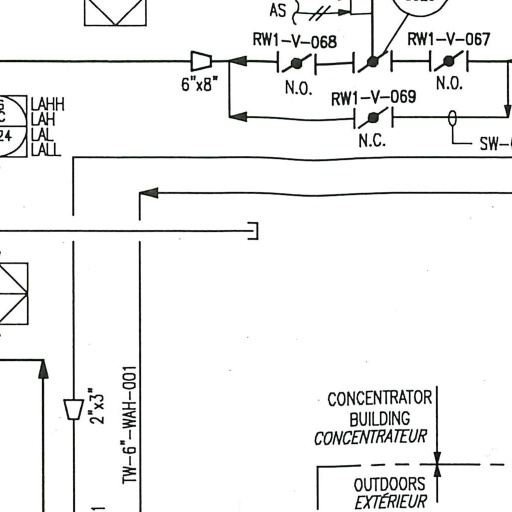 AS
RW1-V-068
RW1-V-067
6"x8"
N.O.
N.O.
RW1-V-069
N.C.
SW-
LAHH
LAH
LAL
LALL
24
C
2"x3"
TW-6"-WAH-001
1
CONCENTRATOR
BUILDING
CONCENTRATEUR
OUTDOORS
EXTÉRIEUR